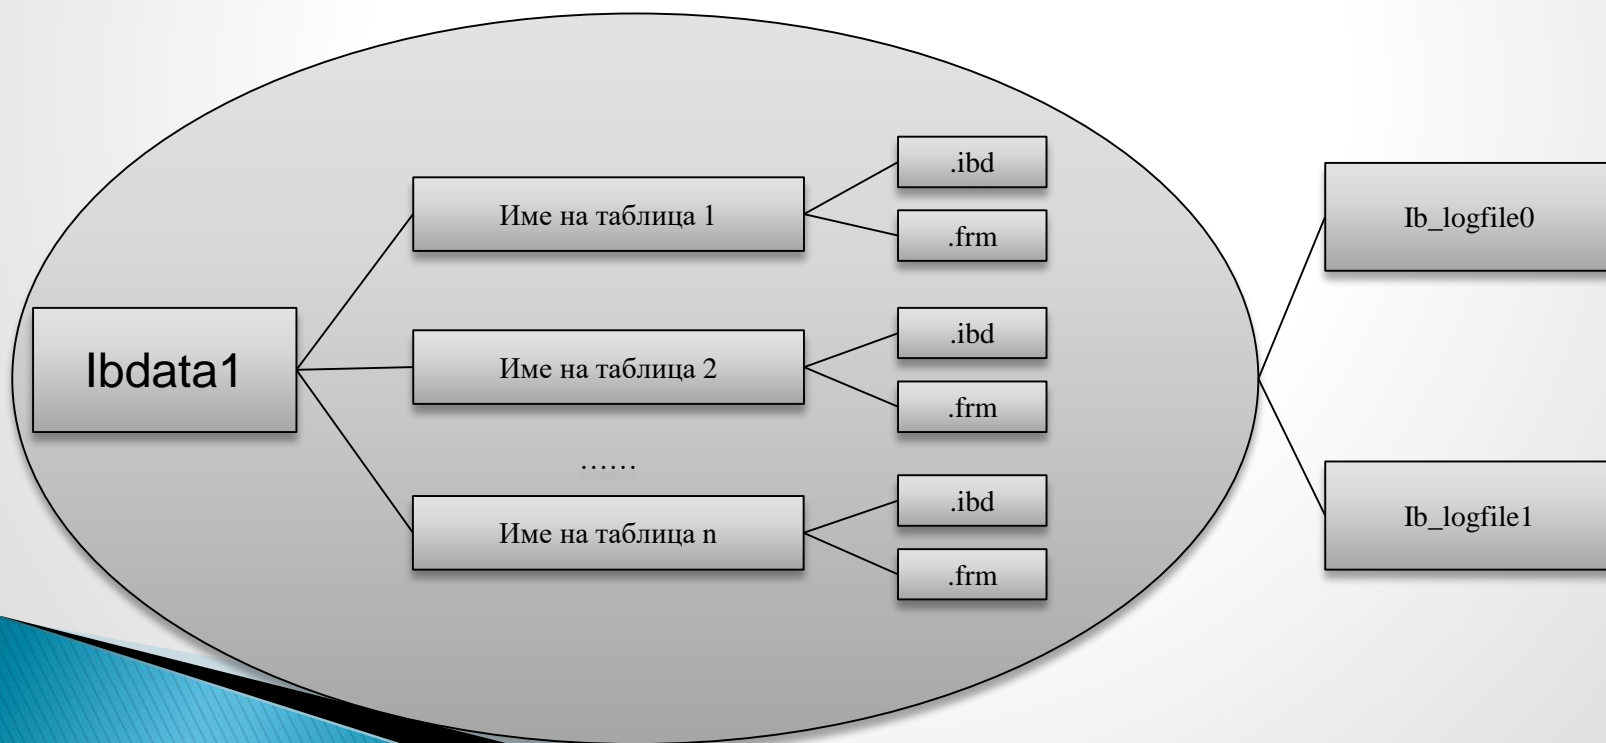 Ibdata1
Име на таблица 1
.ibd
.frm
Име на таблица 2
.ibd
.frm
......
Име на таблица n
.ibd
.frm
Ib_logfile0
Ib_logfile1